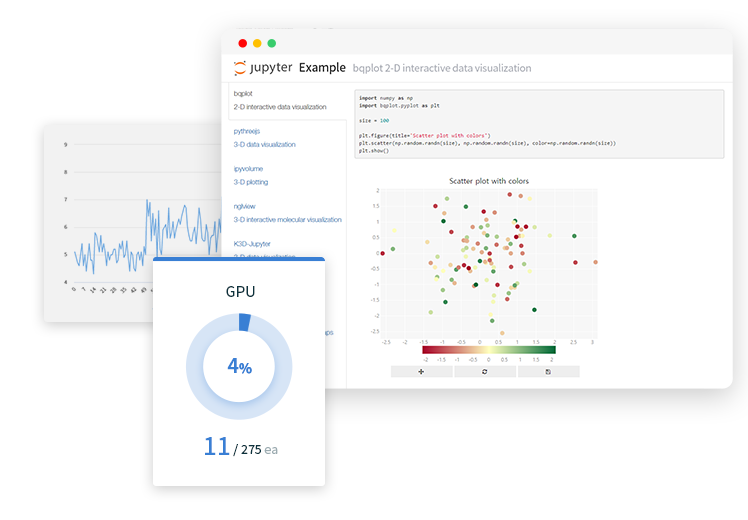 jupyter Example bqplot 2-D interactive data visualization
bqplot
2-D interactive data visualization
pythreejs
3-D data visualization
ipyvolume
3-D plotting
nglview
3-D interactive molecular visualization
K3D-Jupyter
3-D data visualization
aps
import numpy as np
import bqplot.pyplot as plt
size = 100
plt.figure(title="Scatter plot with colors")
plt.scatter(np.random.randn(size), np.random.randn(size), color=np.random.randn(size))
plt.show()
Scatter plot with colors
2
1.5
1
0.5
0.0
-0.5
-1
-1.5
-2
-2.5
-2.5 -2 -1.5 -1 -0.5 0.0 0.5 1 1.5 2 2.5 3
-2 -1.5 -1 -0.5 0.0 0.5 1 1.5 2
9
8
7
6
5
4
0 7 14 21 28 35 42 49
GPU
4%
11 / 275 ea